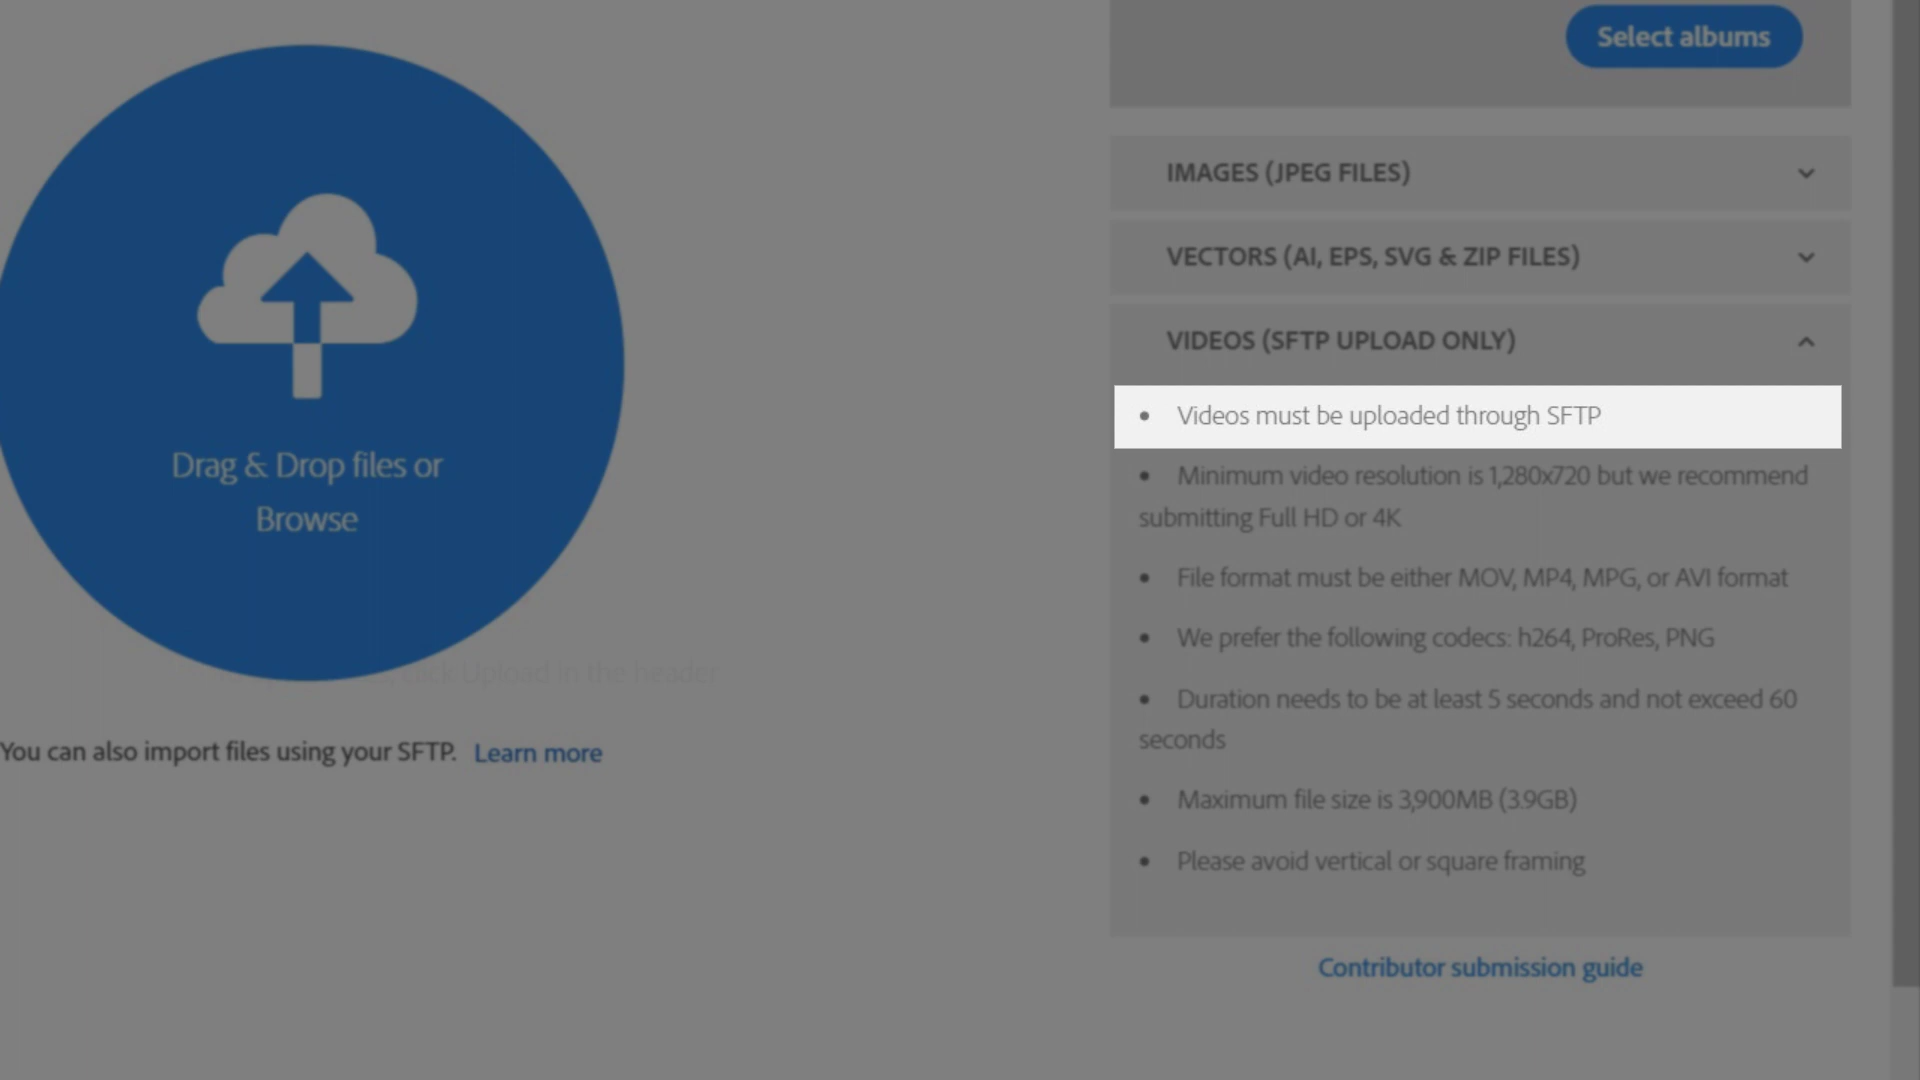 Select albums
IMAGES (JPEG FILES)
VECTORS (AI, EPS, SVG & ZIP FILES)
VIDEOS (SFTP UPLOAD ONLY)
• Videos must be uploaded through SFTP
• Minimum video resolution is 1,280x720 but we recommend
submitting Full HD or 4K
• File format must be either MOV, MP4, MPG, or AVI format
• We prefer the following codecs: h264, ProRes, PNG
• Duration needs to be at least 5 seconds and not exceed 60
seconds
• Maximum file size is 3,900MB (3.9GB)
• Please avoid vertical or square framing
Contributor submission guide
Drag & Drop files or
Browse
Upload in the header
You can also import files using your SFTP. Learn more